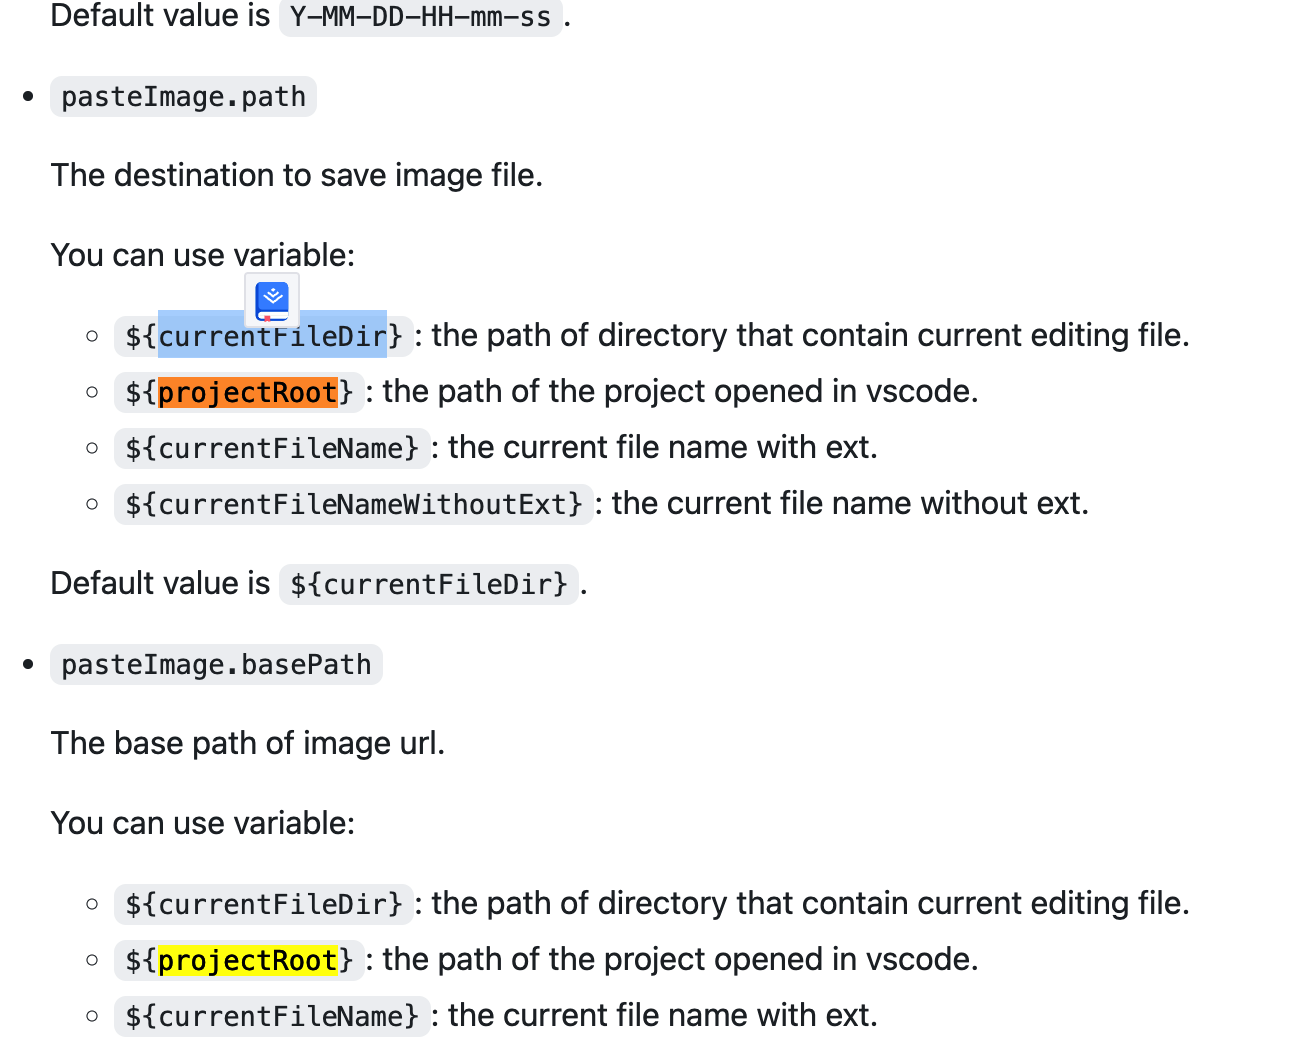 Default value is Y-MM-DD-HH-mm-ss.
pasteImage.path
The destination to save image file.
You can use variable:
${currentFileDir}: the path of directory that contain current editing file.
${projectRoot}: the path of the project opened in vscode.
${currentFileName}: the current file name with ext.
${currentFileNameWithoutExt}: the current file name without ext.
Default value is ${currentFileDir}.
pasteImage.basePath
The base path of image url.
You can use variable:
${currentFileDir}: the path of directory that contain current editing file.
${projectRoot}: the path of the project opened in vscode.
${currentFileName}: the current file name with ext.